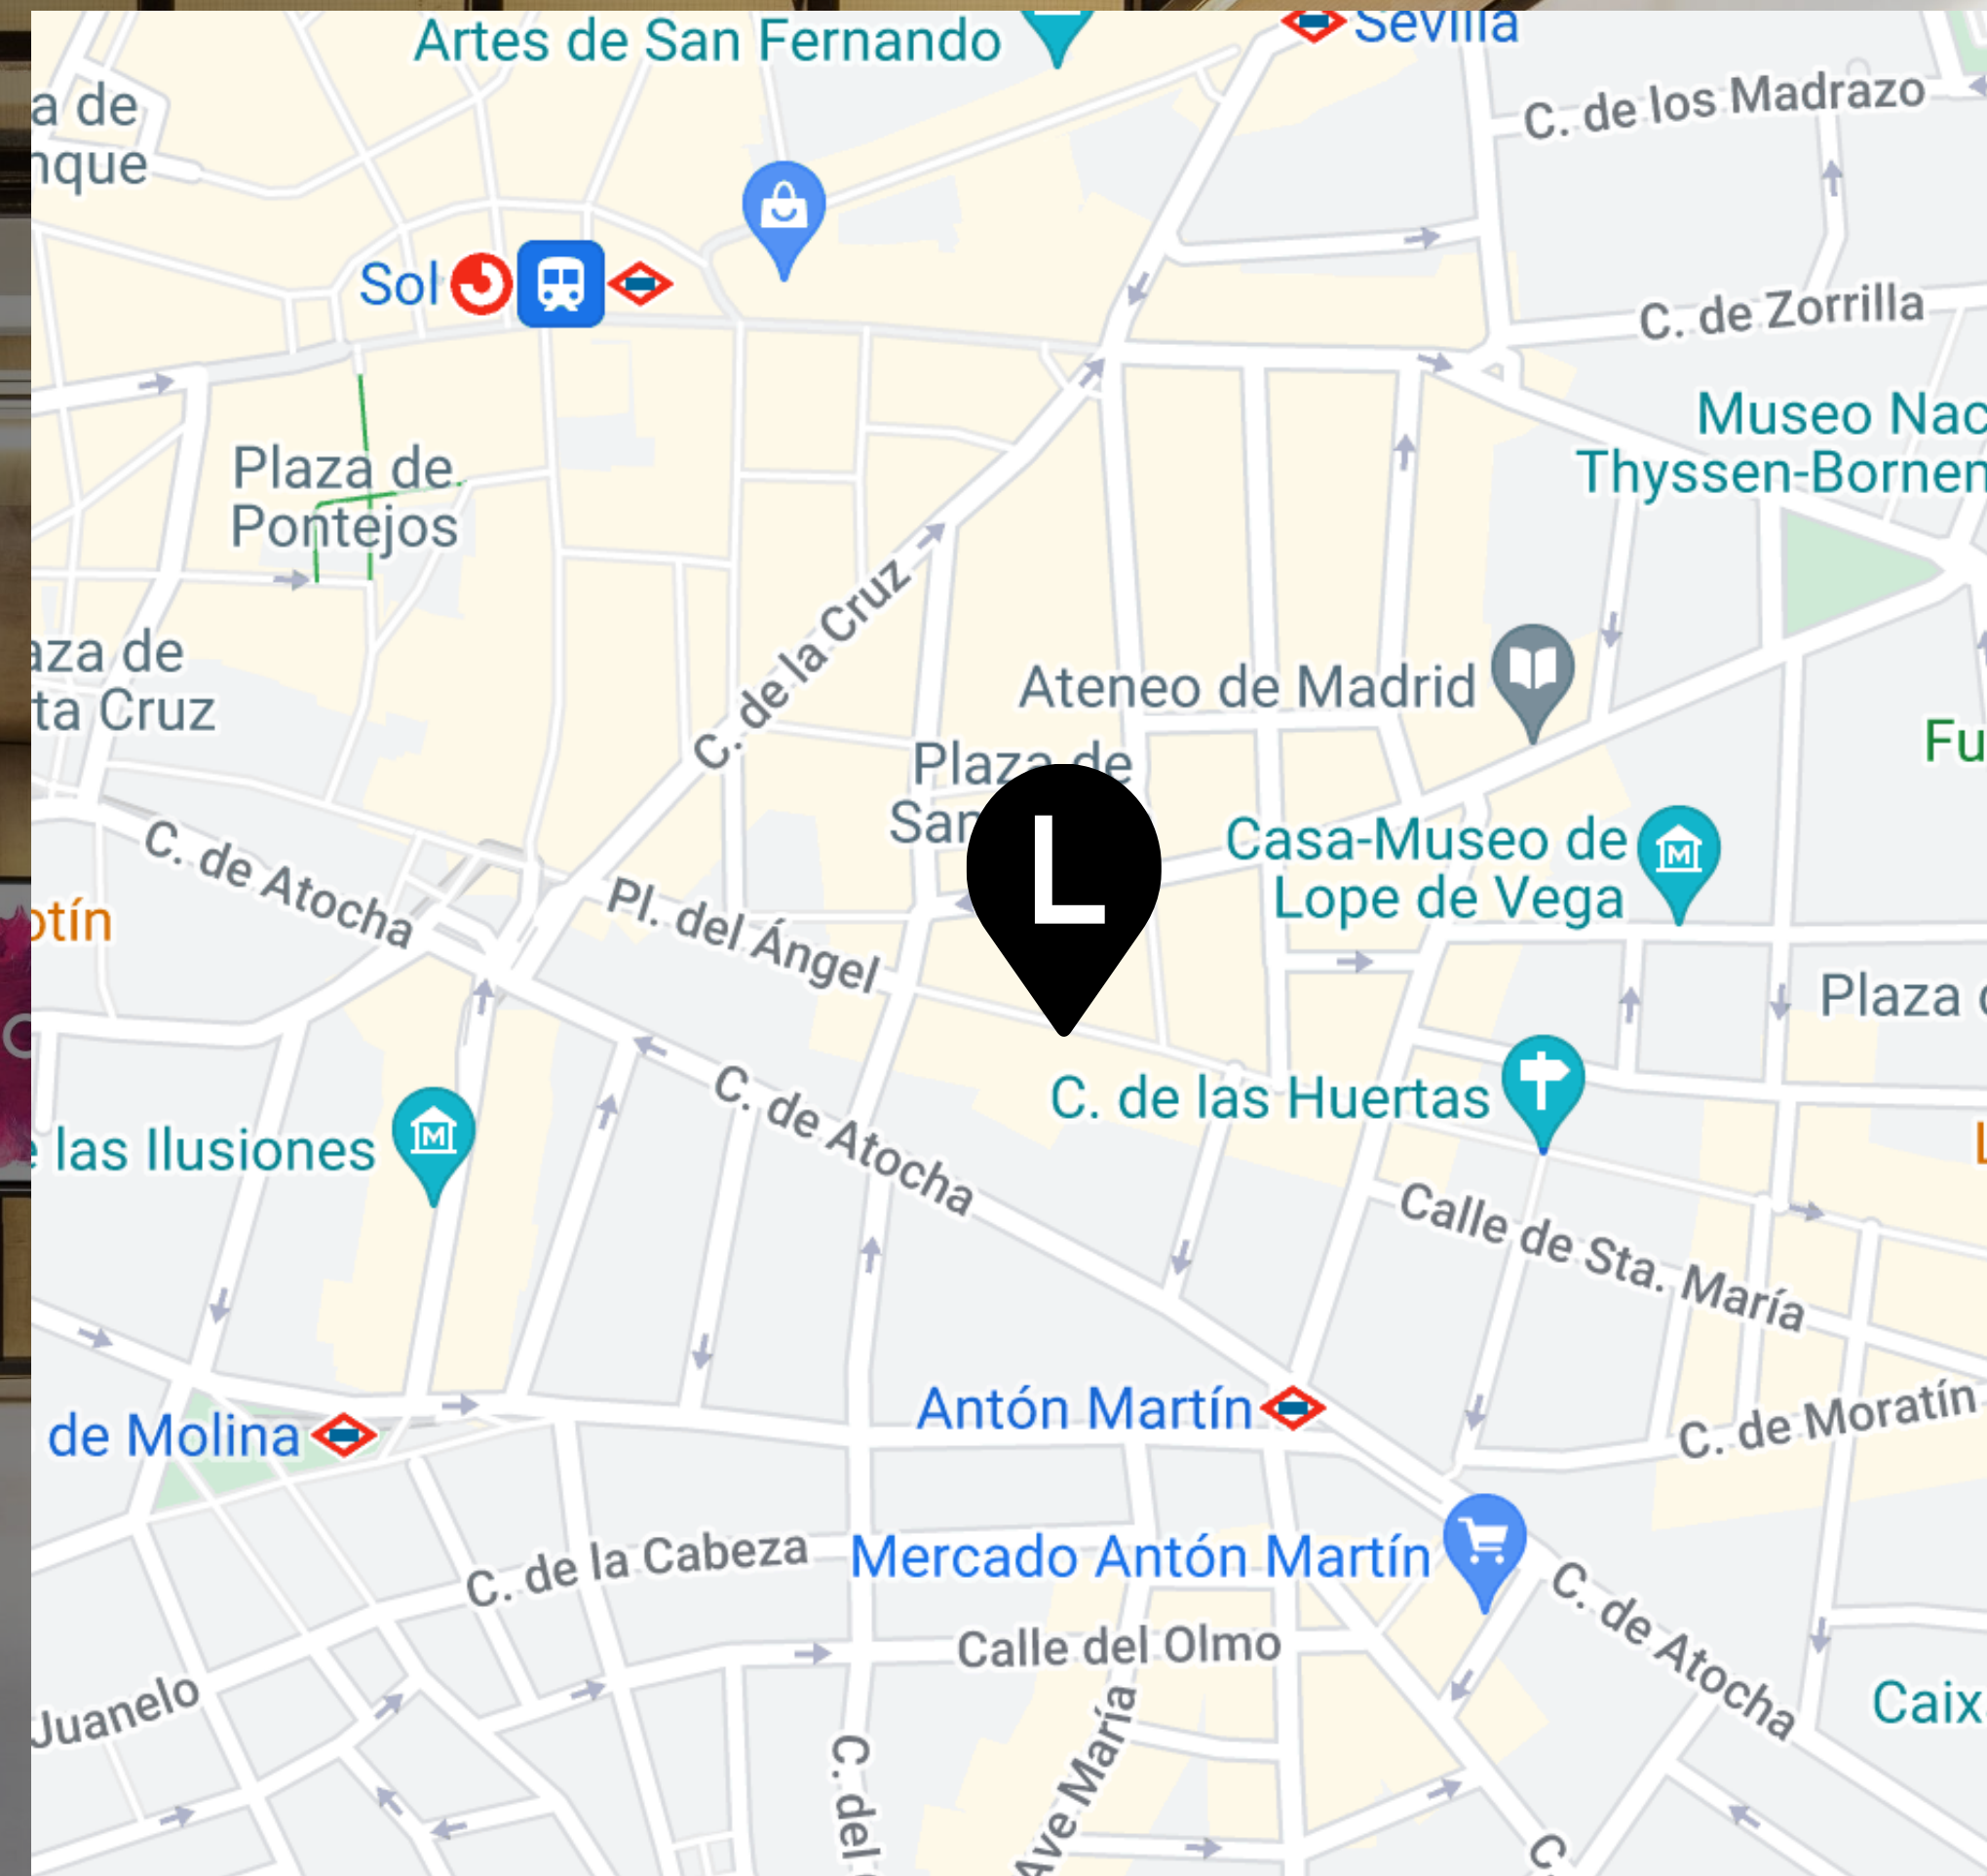 Artes de San Fernando
Sevilla
a de
nque
C. de los Madrazo
Sol
C. de Zorrilla
Museo Nac
Thyssen-Bornem
Plaza de
Pontejos
C. de la Cruz
aza de
ta Cruz
Ateneo de Madrid
Fu
Plaza de
San
L
Casa-Museo de
Lope de Vega
C. de Atocha
Pl. del Ángel
otín
Plaza
C. de Atocha
C. de las Huertas
las Ilusiones
M
M
Calle de Sta. María
Antón Martín
de Molina
C. de Moratín
C. de la Cabeza
Mercado Antón Martín
C. de Atocha
Calle del Olmo
Juanelo
Caix
C. del
Ave María
C.